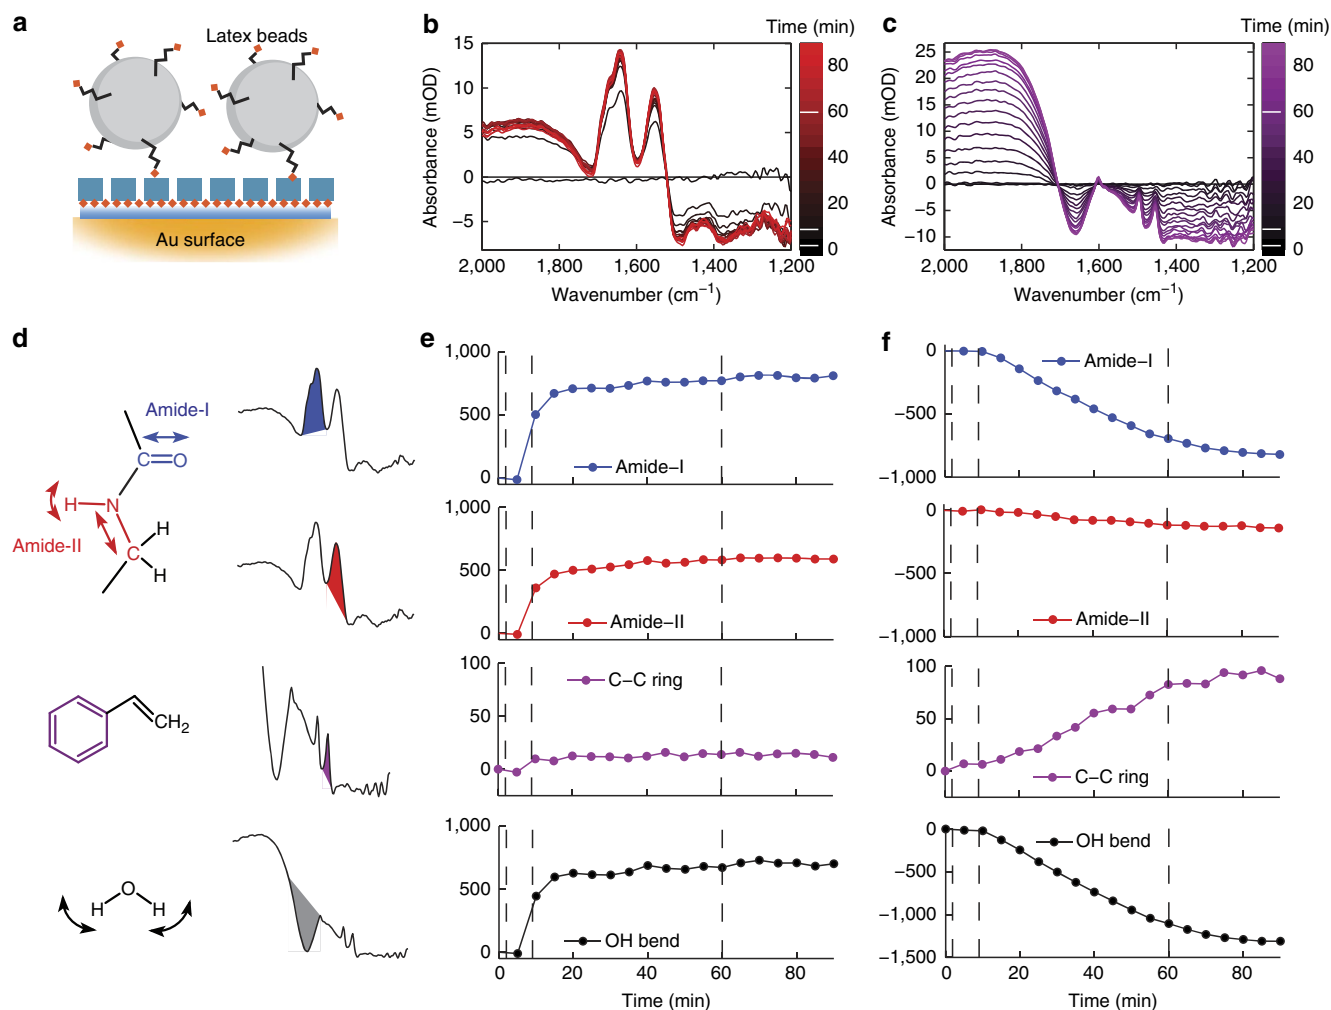 a
Latex beads
Au surface
b
Time (min)
Absorbance (mOD)
15
10
5
0
−5
2,000 1,800 1,600 1,400 1,200
Wavenumber (cm−1)
80
60
40
20
0
c
Time (min)
Absorbance (mOD)
25
20
15
10
5
0
−5
−10
2,000 1,800 1,600 1,400 1,200
Wavenumber (cm−1)
80
60
40
20
0
d
Amide-I
C=O
H N
Amide-II
C H
H
CH2
O
H H
e
1,000
500
0
Amide−I
1,000
500
0
Amide−II
100
50
0
C−C ring
1,000
500
0
OH bend
0 20 40 60 80
Time (min)
f
0
−500
−1,000
Amide−I
0
−500
−1,000
Amide−II
100
50
0
C−C ring
0
−500
−1,000
−1,500
OH bend
0 20 40 60 80
Time (min)